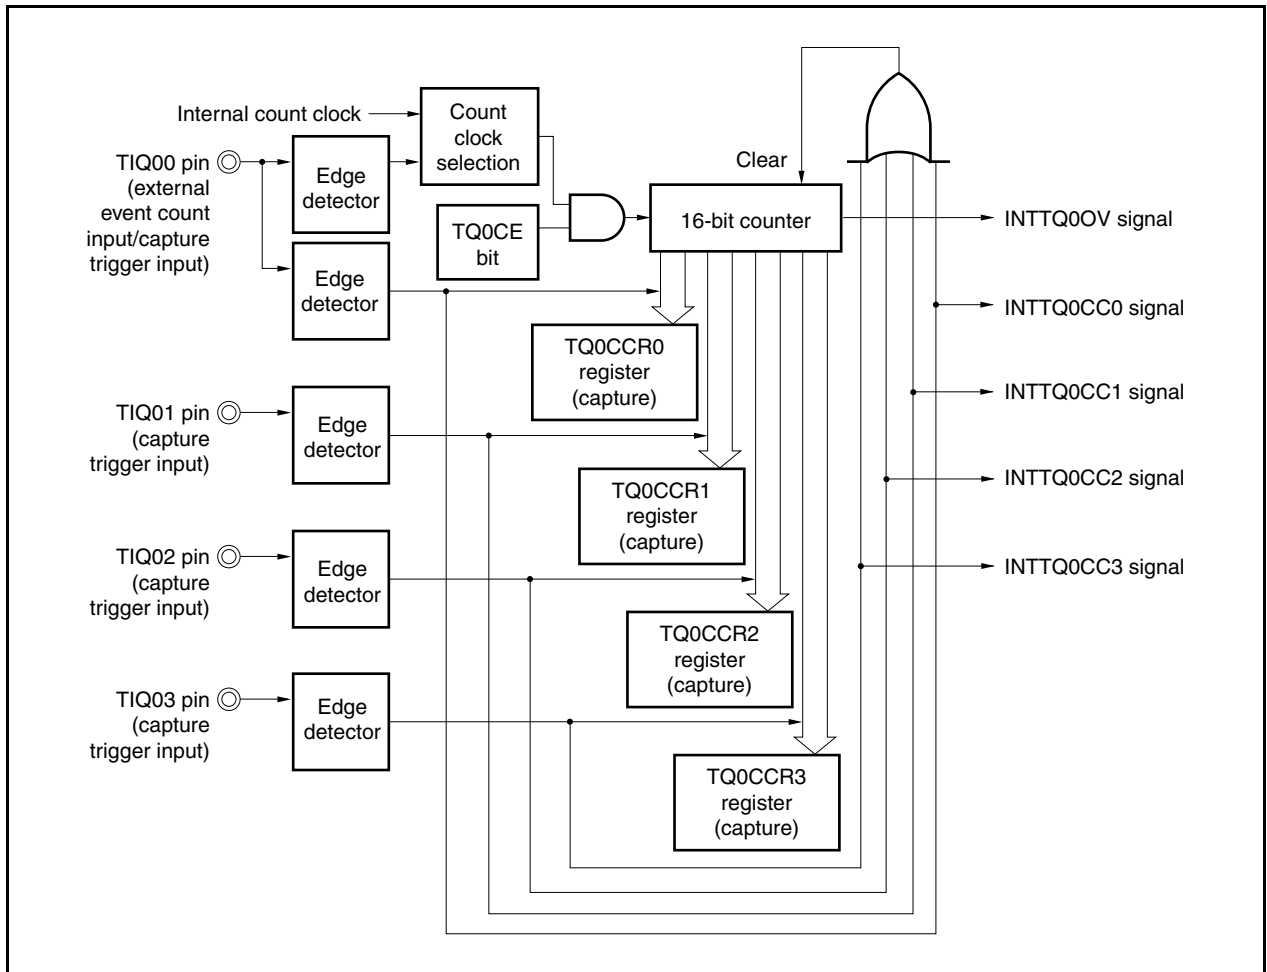 Internal count clock
Count
clock
selection
TIQ00 pin
(external
event count
input/capture
trigger input)
Edge
detector
Clear
TQ0CE
bit
16-bit counter
INTTQ0OV signal
Edge
detector
INTTQ0CC0 signal
TQ0CCR0
register
(capture)
TIQ01 pin
(capture
trigger input)
Edge
detector
INTTQ0CC1 signal
TQ0CCR1
register
(capture)
INTTQ0CC2 signal
TIQ02 pin
(capture
trigger input)
Edge
detector
INTTQ0CC3 signal
TQ0CCR2
register
(capture)
TIQ03 pin
(capture
trigger input)
Edge
detector
TQ0CCR3
register
(capture)